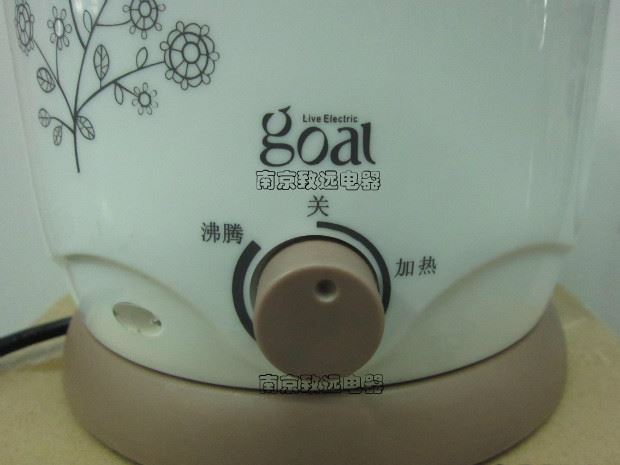 Live Electric
goal
南京致远电器
关
沸腾
加热
南京致远电器